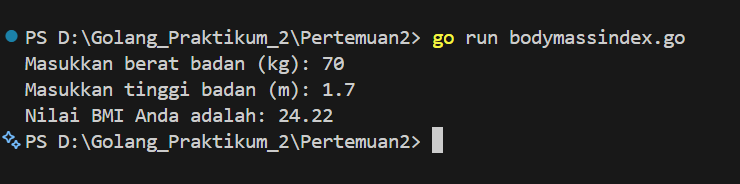 PS D:\Golang_Praktikum_2\Pertemuan2> go run bodymassindex.go
Masukkan berat badan (kg): 70
Masukkan tinggi badan (m): 1.7
Nilai BMI Anda adalah: 24.22
PS D:\Golang_Praktikum_2\Pertemuan2>